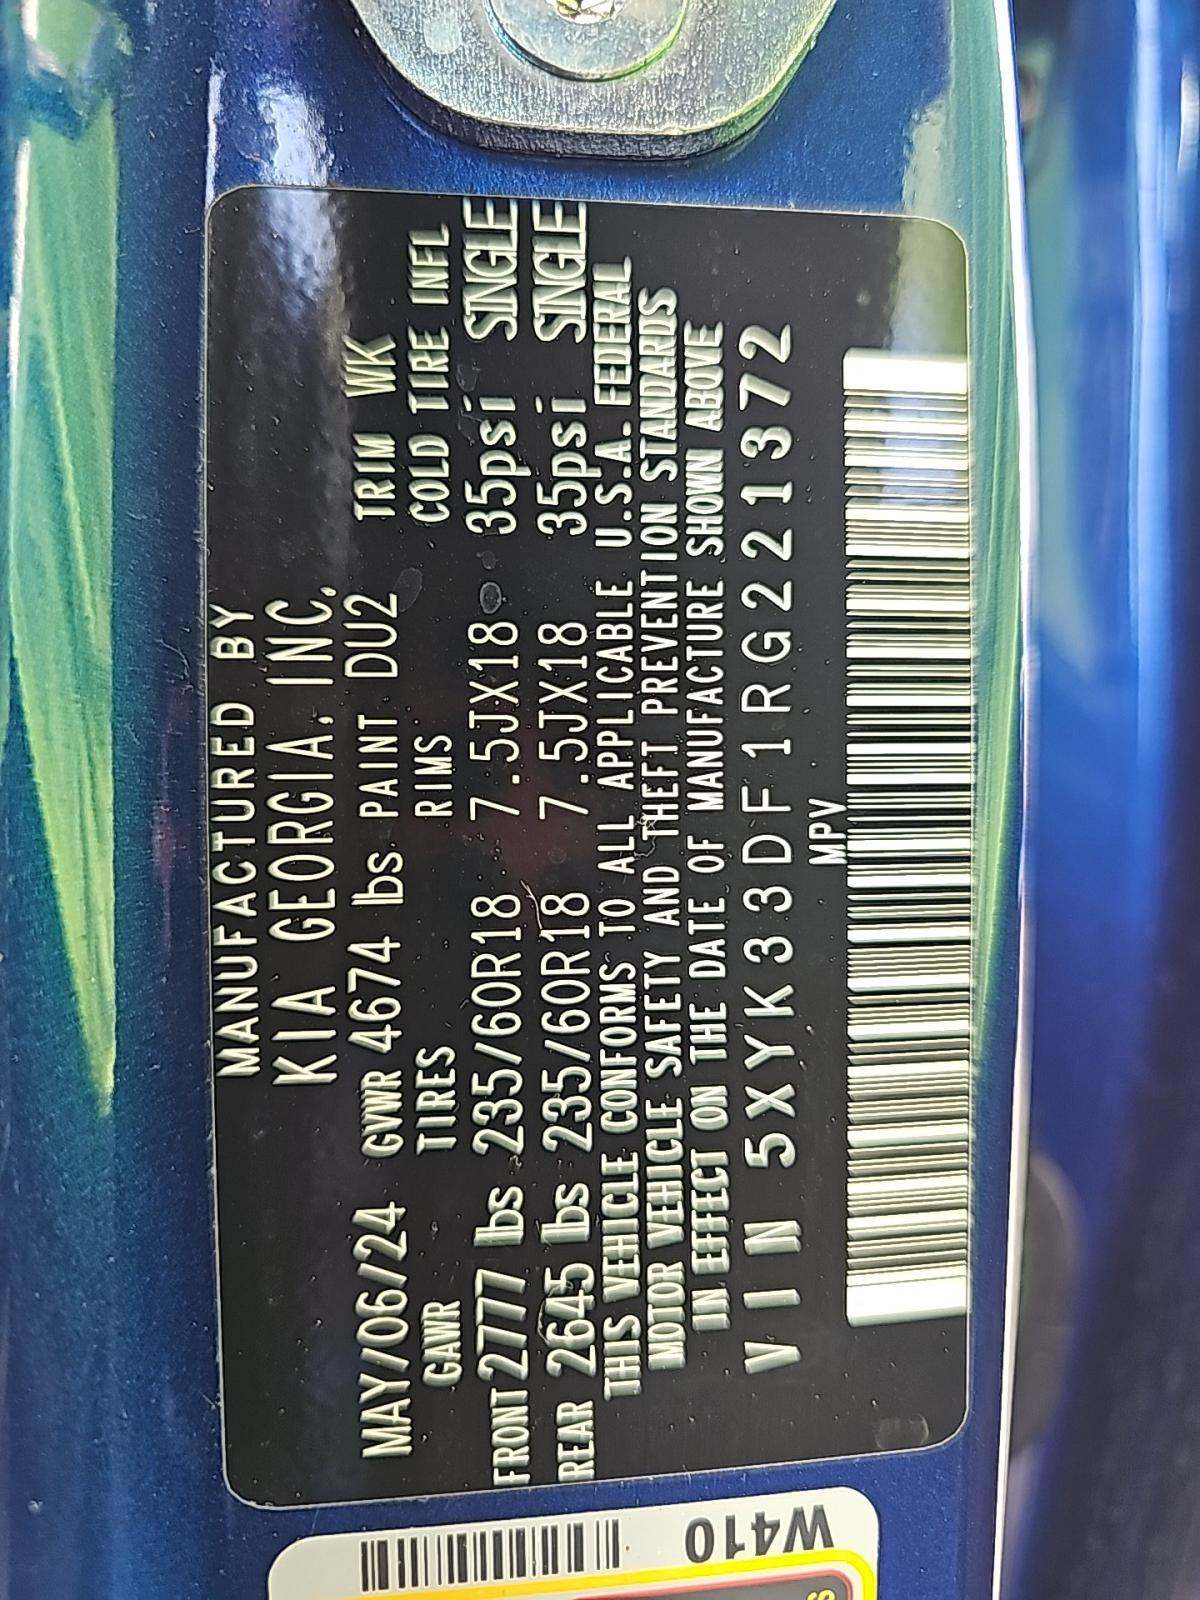 MANUFACTURED BY
KIA GEORGIA, INC.
MAY/06/24 GVWR 4674 lbs PAINT DU2 TRIM WK
GAWR TIRES RIMS COLD TIRE INFL
FRONT 2777 lbs 235/60R18 7.5JX18 35psi SINGLE
REAR 2645 lbs 235/60R18 7.5JX18 35psi SINGLE
THIS VEHICLE CONFORMS TO ALL APPLICABLE U.S.A. FEDERAL
MOTOR VEHICLE SAFETY AND THEFT PREVENTION STANDARDS
IN EFFECT ON THE DATE OF MANUFACTURE SHOWN ABOVE
VIN 5XYK33DF1RG221372
MPV
W410